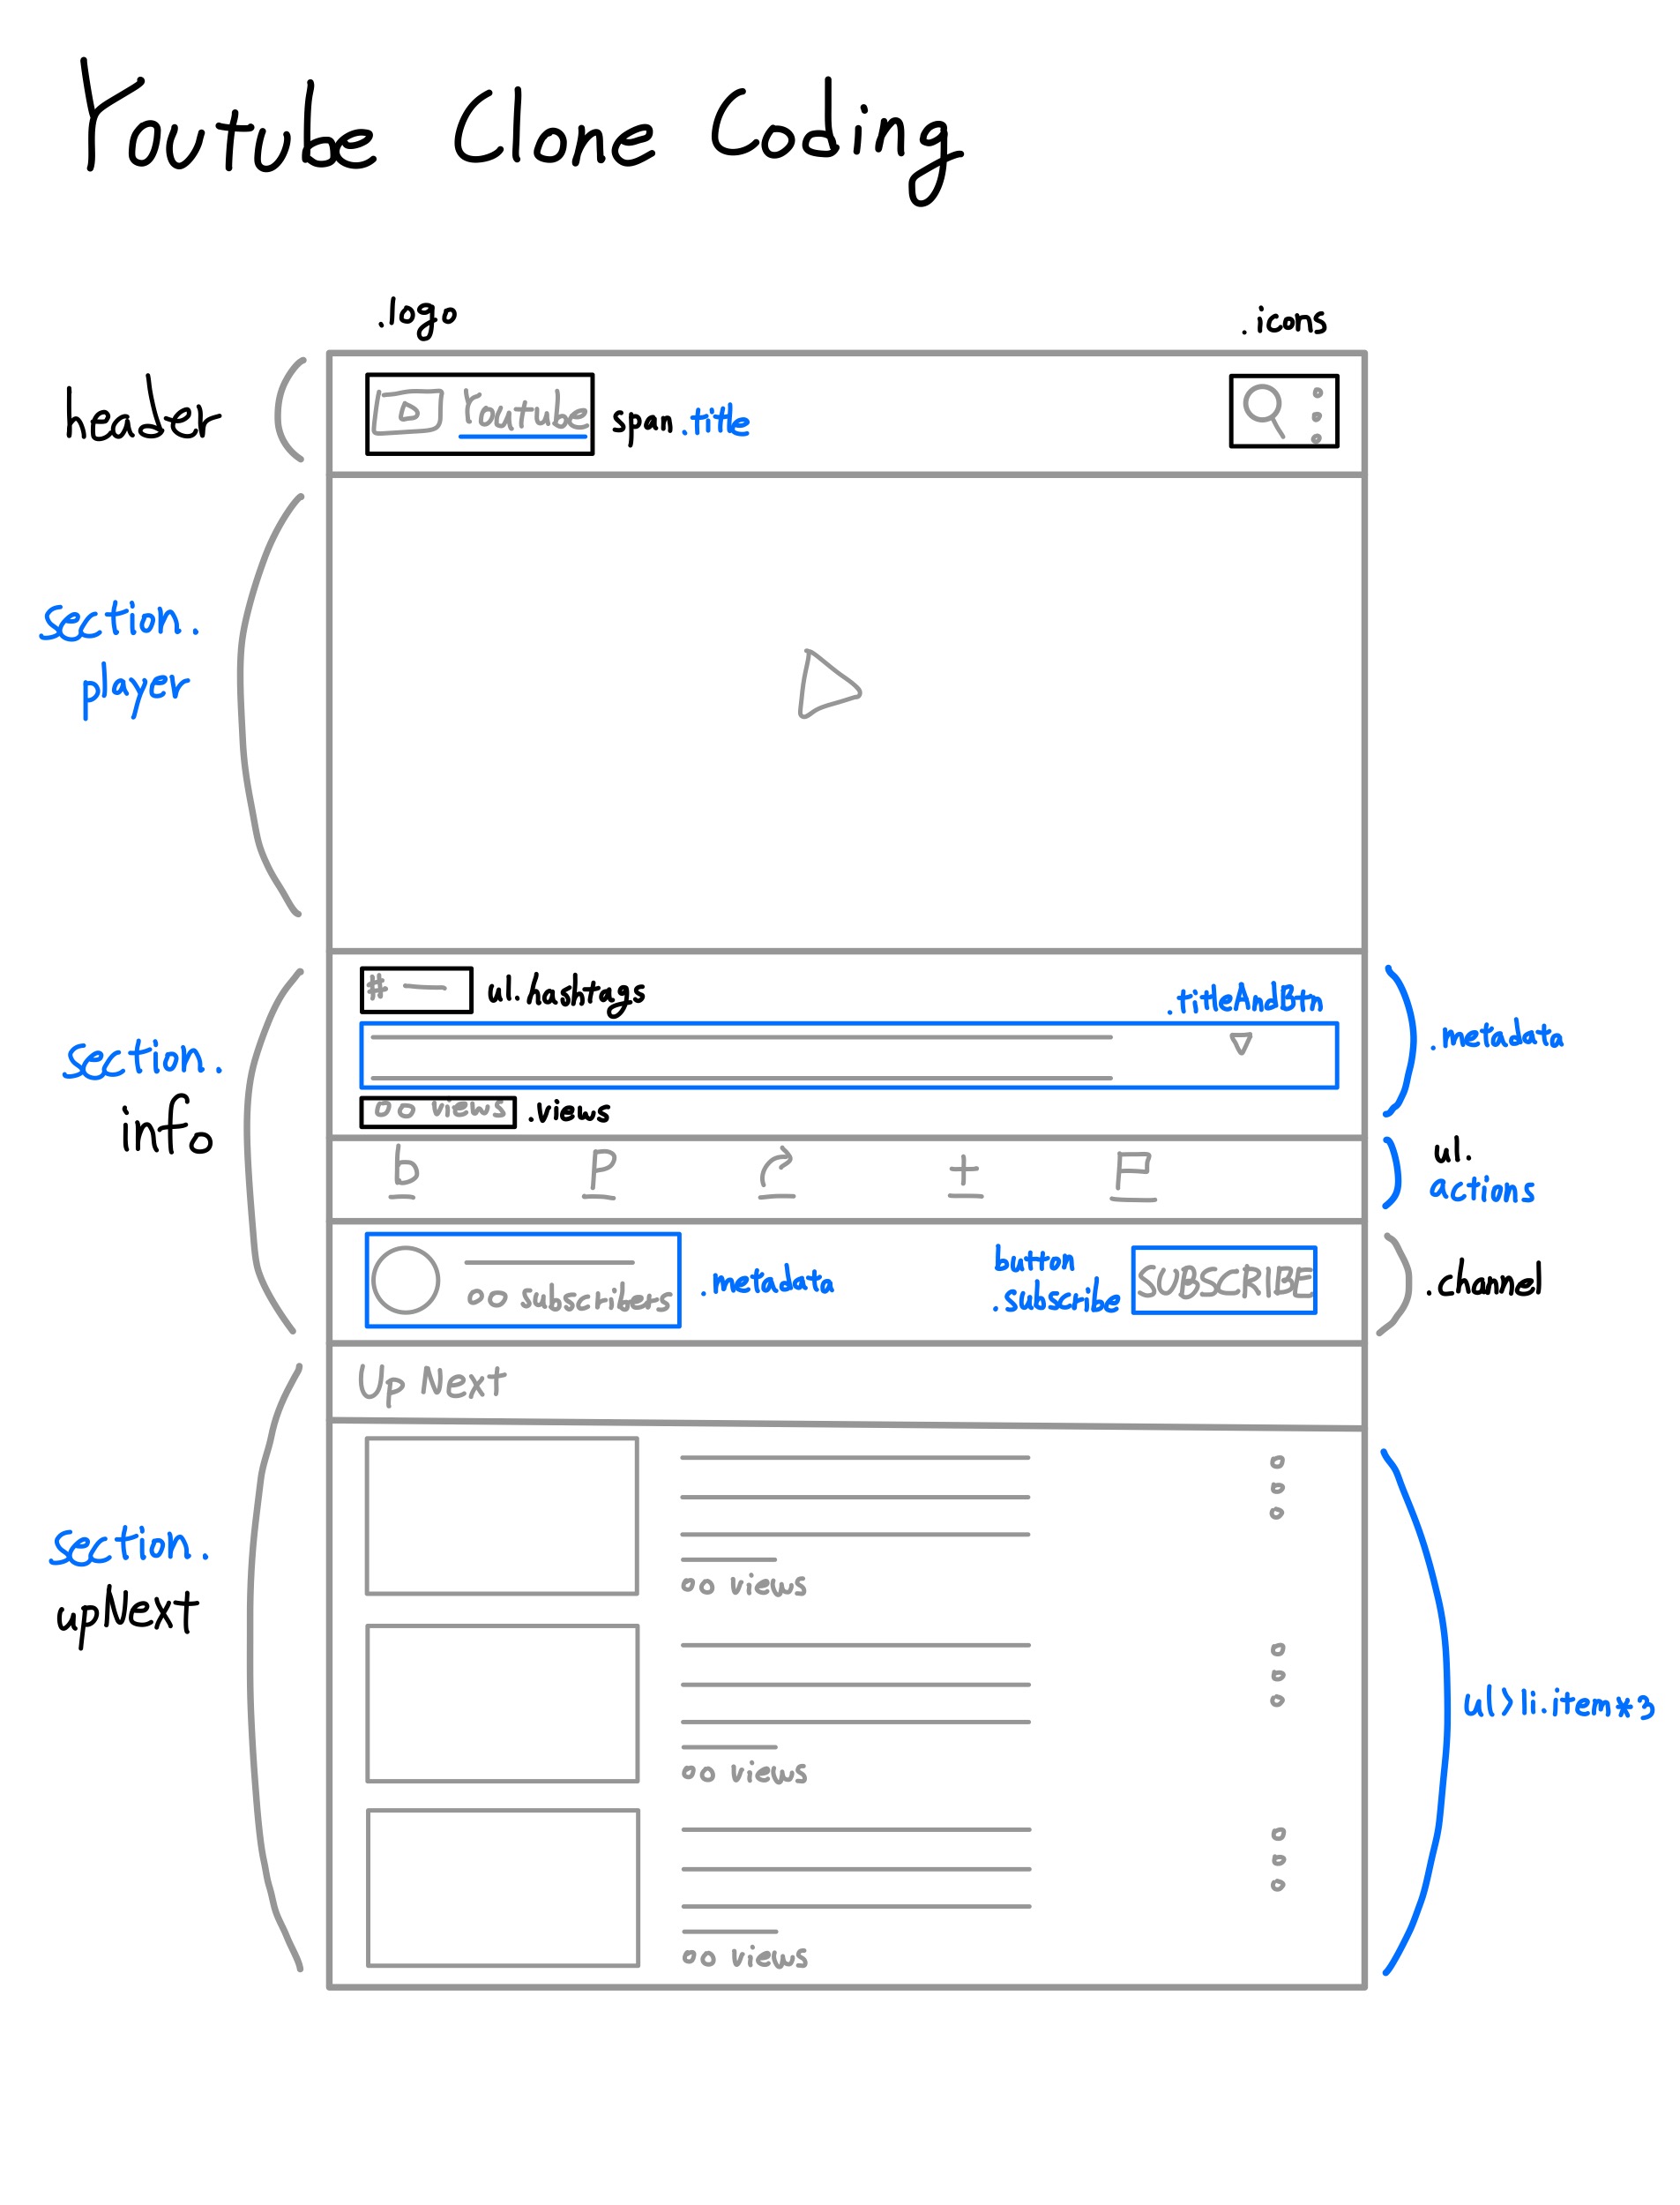 Youtube Clone Coding
.logo
.icons
header
Youtube
span.title
section.
player
# 
ul.hashtags
.titleAndBtn
.metadata
section.
info
00 views
.views
ul.
actions
00 subscribers
.metadata
button
.subscribe
SUBSCRIBE
.channel
Up Next
section.
upNext
00 views
00 views
ul>li.item*3
00 views